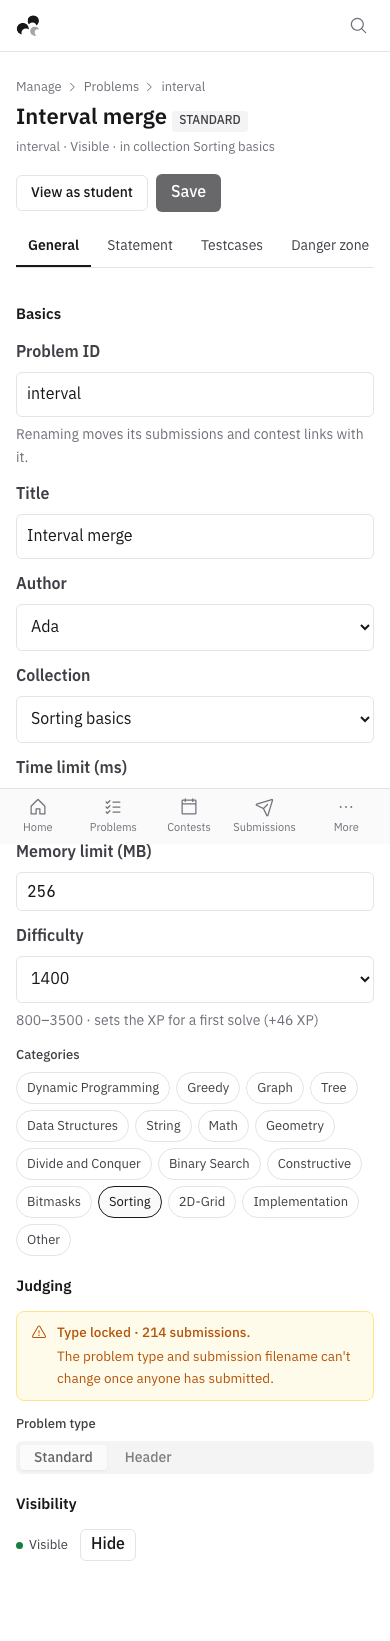 Manage > Problems > interval
Interval merge STANDARD
interval · Visible · in collection Sorting basics
View as student Save
General Statement Testcases Danger zone
Basics
Problem ID
interval
Renaming moves its submissions and contest links with
it.
Title
Interval merge
Author
Ada
Collection
Sorting basics
Time limit (ms)
Home Problems Contests Submissions More
Memory limit (MB)
256
Difficulty
1400
800–3500 · sets the XP for a first solve (+46 XP)
Categories
Dynamic Programming Greedy Graph Tree
Data Structures String Math Geometry
Divide and Conquer Binary Search Constructive
Bitmasks Sorting 2D-Grid Implementation
Other
Judging
Type locked · 214 submissions.
The problem type and submission filename can't
change once anyone has submitted.
Problem type
Standard Header
Visibility
Visible Hide